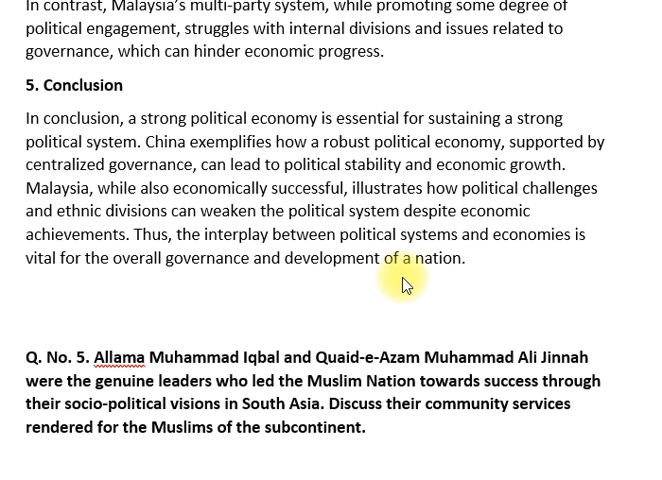 In contrast, Malaysia's multi-party system, while promoting some degree of
political engagement, struggles with internal divisions and issues related to
governance, which can hinder economic progress.
5. Conclusion
In conclusion, a strong political economy is essential for sustaining a strong
political system. China exemplifies how a robust political economy, supported by
centralized governance, can lead to political stability and economic growth.
Malaysia, while also economically successful, illustrates how political challenges
and ethnic divisions can weaken the political system despite economic
achievements. Thus, the interplay between political systems and economies is
vital for the overall governance and development of a nation.
Q. No. 5. Allama Muhammad Iqbal and Quaid-e-Azam Muhammad Ali Jinnah
were the genuine leaders who led the Muslim Nation towards success through
their socio-political visions in South Asia. Discuss their community services
rendered for the Muslims of the subcontinent.